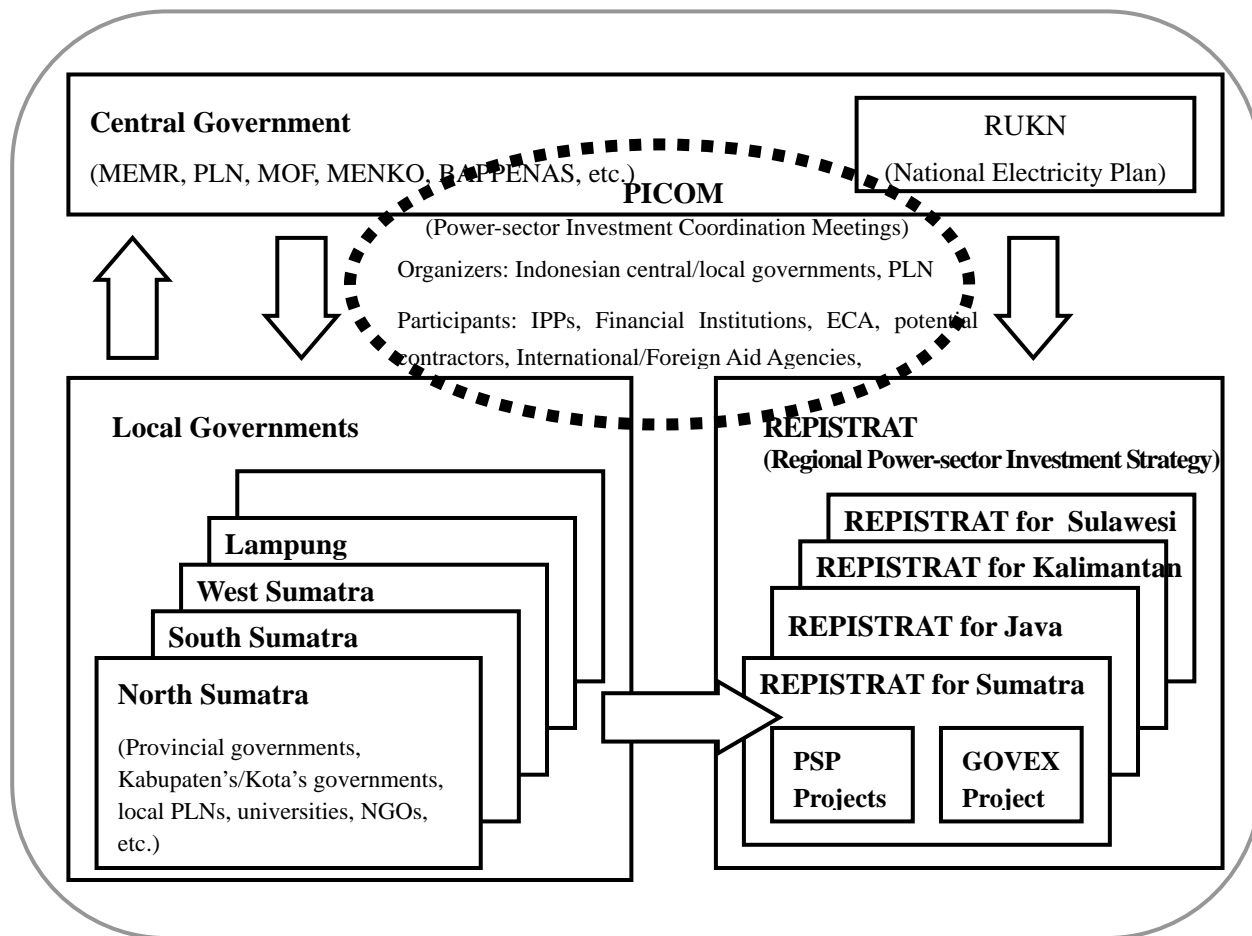 Central Government
(MEMR, PLN, MOF, MENKO, BAPPENAS, etc.)
RUKN
(National Electricity Plan)
PICOM
(Power-sector Investment Coordination Meetings)
Organizers: Indonesian central/local governments, PLN
Participants: IPPs, Financial Institutions, ECA, potential
contractors, International/Foreign Aid Agencies,
Local Governments
Lampung
West Sumatra
South Sumatra
North Sumatra
(Provincial governments,
Kabupaten's/Kota's governments,
local PLNs, universities, NGOs,
etc.)
REPISTRAT
(Regional Power-sector Investment Strategy)
REPISTRAT for Sulawesi
REPISTRAT for Kalimantan
REPISTRAT for Java
REPISTRAT for Sumatra
PSP
Projects
GOVEX
Project